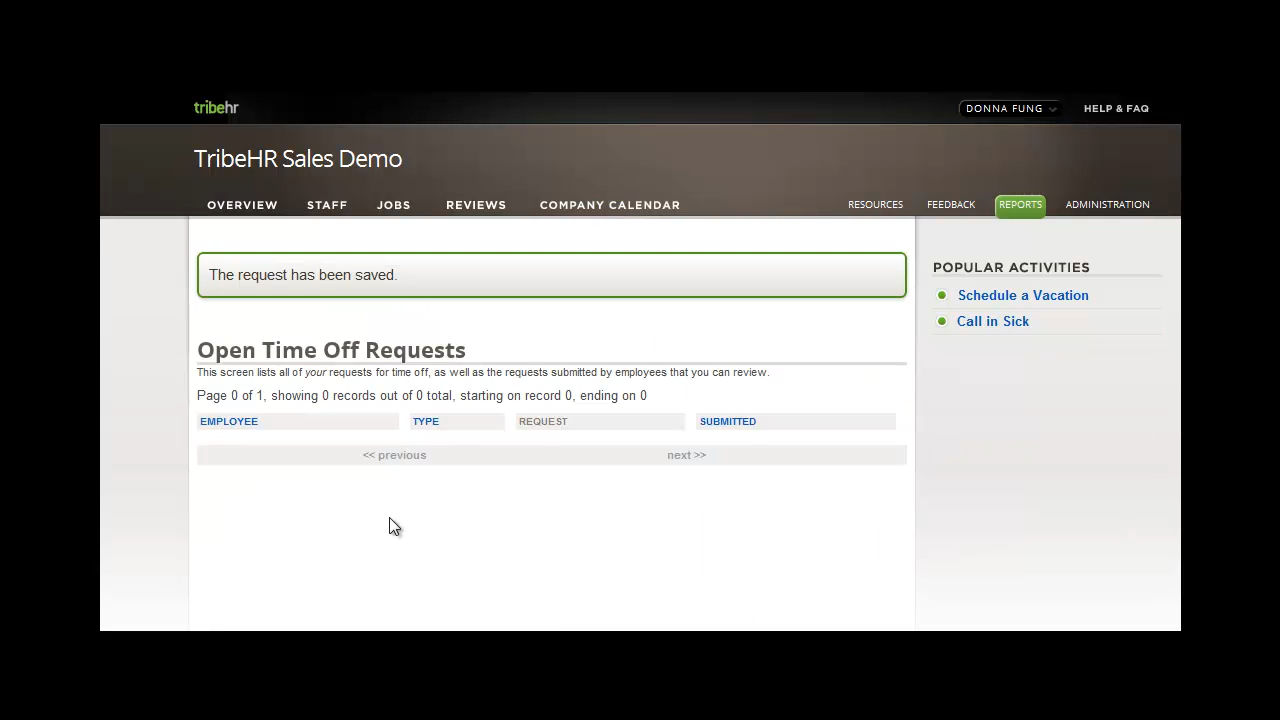 tribehr
DONNA FUNG
HELP & FAQ
TribeHR Sales Demo
OVERVIEW STAFF JOBS REVIEWS COMPANY CALENDAR RESOURCES FEEDBACK REPORTS ADMINISTRATION
The request has been saved.
Open Time Off Requests
This screen lists all of your requests for time off, as well as the requests submitted by employees that you can review.
Page 0 of 1, showing 0 records out of 0 total, starting on record 0, ending on 0
EMPLOYEE TYPE REQUEST SUBMITTED
<< previous next >>
POPULAR ACTIVITIES
Schedule a Vacation
Call in Sick